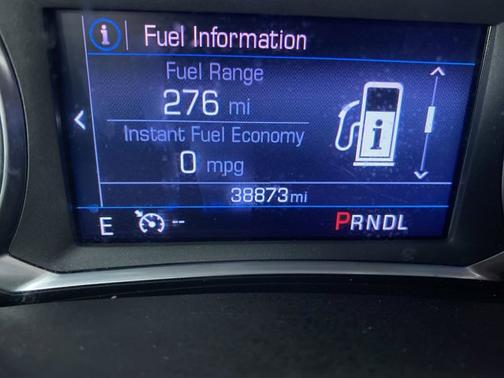 i Fuel Information
Fuel Range
276 mi
i
Instant Fuel Economy
0 mpg
38873mi
E -- PRNDL